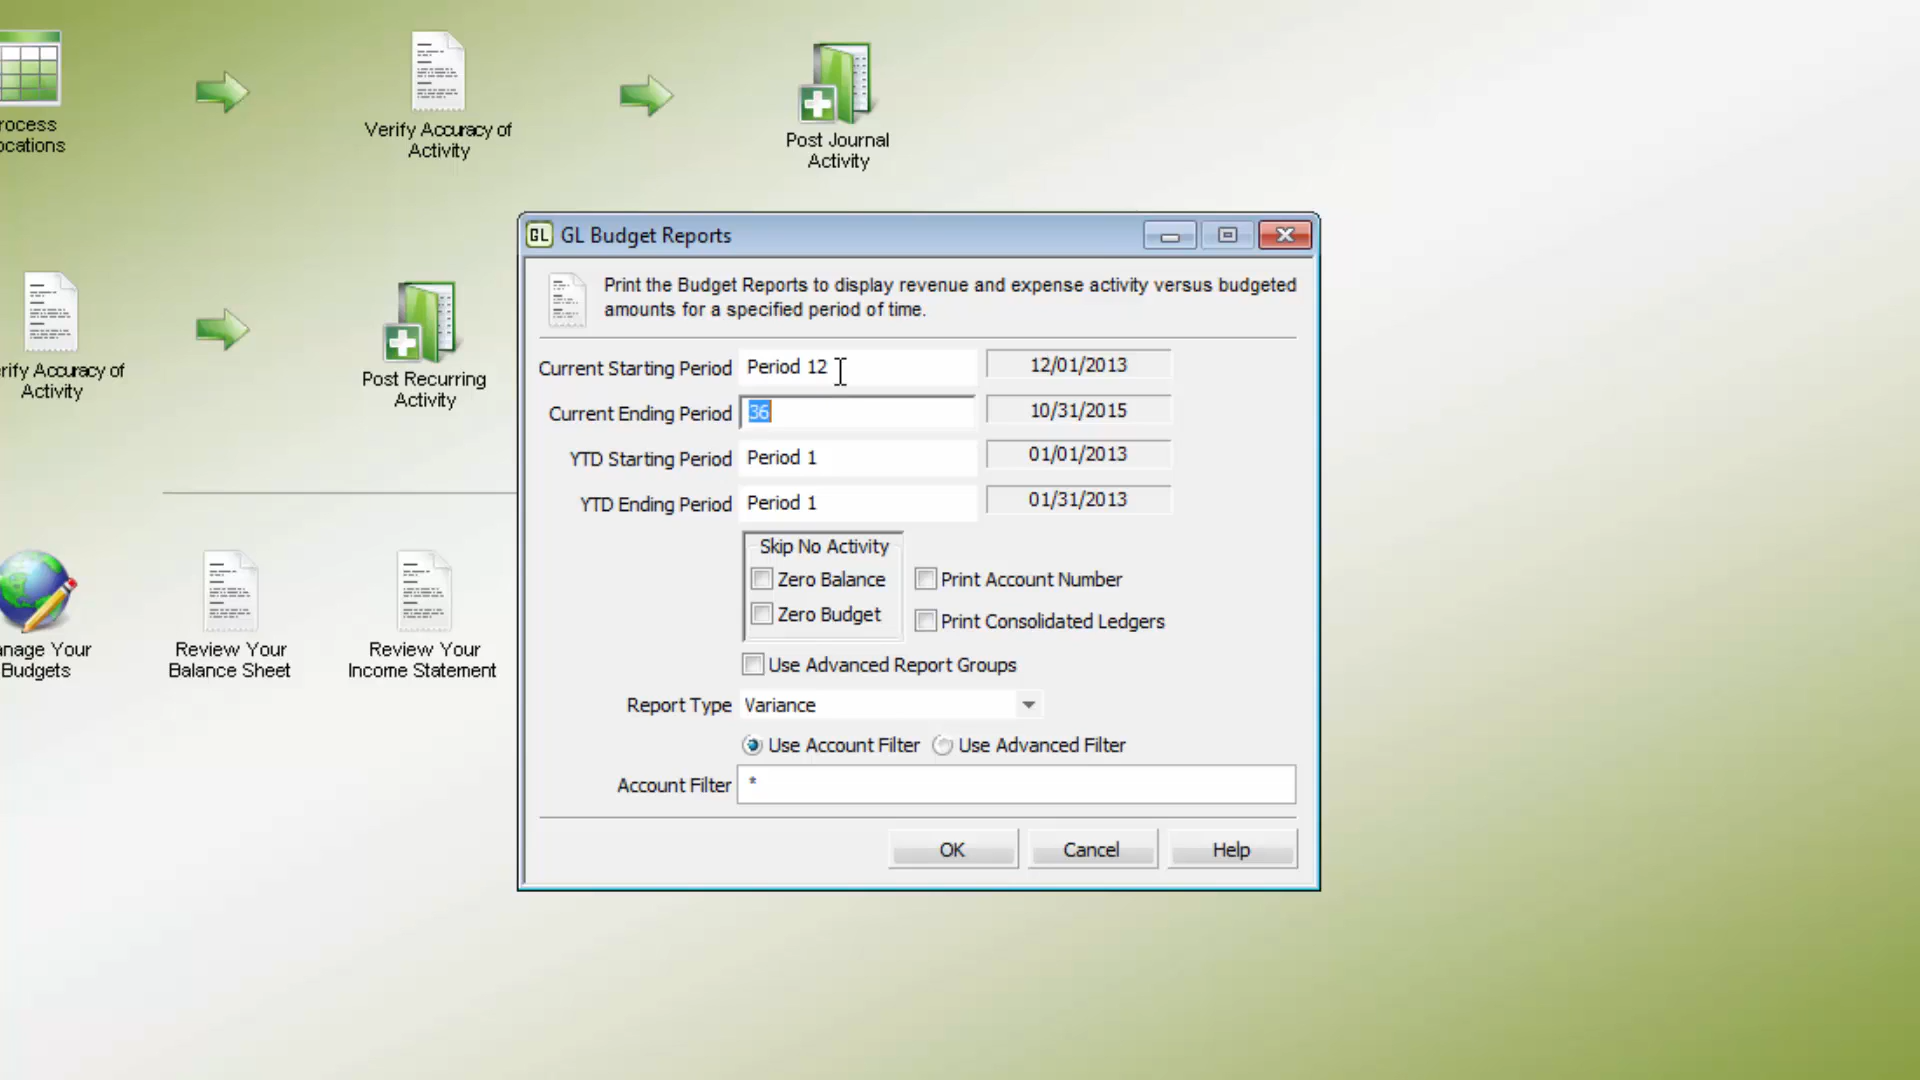 rocess
ocations
Verify Accuracy of
Activity
Post Journal
Activity
GL GL Budget Reports
Print the Budget Reports to display revenue and expense activity versus budgeted
amounts for a specified period of time.
Current Starting Period Period 12 12/01/2013
Current Ending Period 36 10/31/2015
YTD Starting Period Period 1 01/01/2013
YTD Ending Period Period 1 01/31/2013
Skip No Activity
Zero Balance Print Account Number
Zero Budget Print Consolidated Ledgers
Use Advanced Report Groups
Report Type Variance
Use Account Filter Use Advanced Filter
Account Filter *
OK Cancel Help
rify Accuracy of
Activity
Post Recurring
Activity
nage Your
Budgets
Review Your
Balance Sheet
Review Your
Income Statement